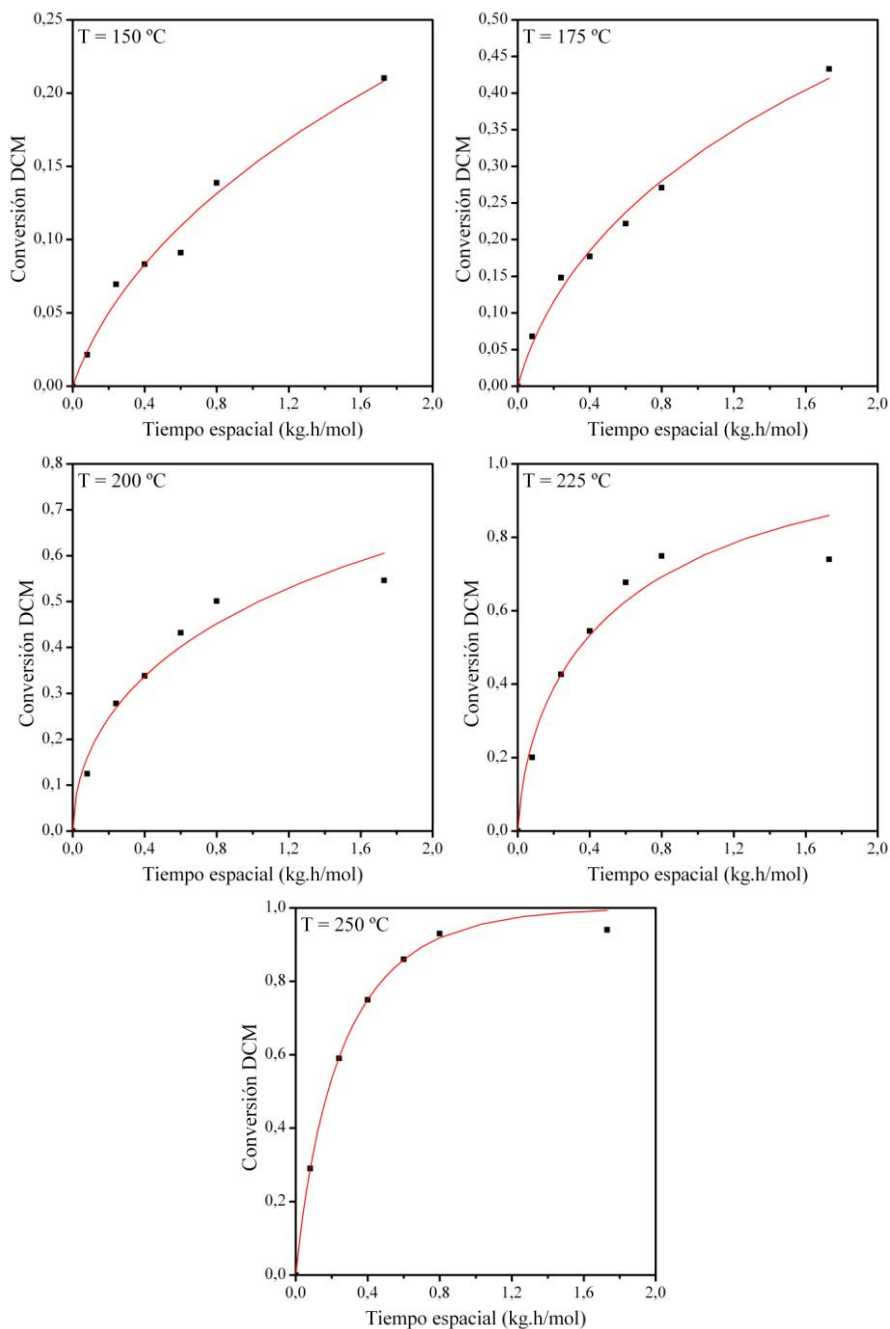 T = 150 ºC
0,25
0,20
0,15
0,10
0,05
0,00
Conversión DCM
0,0 0,4 0,8 1,2 1,6 2,0
Tiempo espacial (kg.h/mol)
T = 175 ºC
0,50
0,45
0,40
0,35
0,30
0,25
0,20
0,15
0,10
0,05
0,00
Conversión DCM
0,0 0,4 0,8 1,2 1,6 2,0
Tiempo espacial (kg.h/mol)
T = 200 ºC
0,8
0,7
0,6
0,5
0,4
0,3
0,2
0,1
0,0
Conversión DCM
0,0 0,4 0,8 1,2 1,6 2,0
Tiempo espacial (kg.h/mol)
T = 225 ºC
1,0
0,8
0,6
0,4
0,2
0,0
Conversión DCM
0,0 0,4 0,8 1,2 1,6 2,0
Tiempo espacial (kg.h/mol)
T = 250 ºC
1,0
0,8
0,6
0,4
0,2
0,0
Conversión DCM
0,0 0,4 0,8 1,2 1,6 2,0
Tiempo espacial (kg.h/mol)